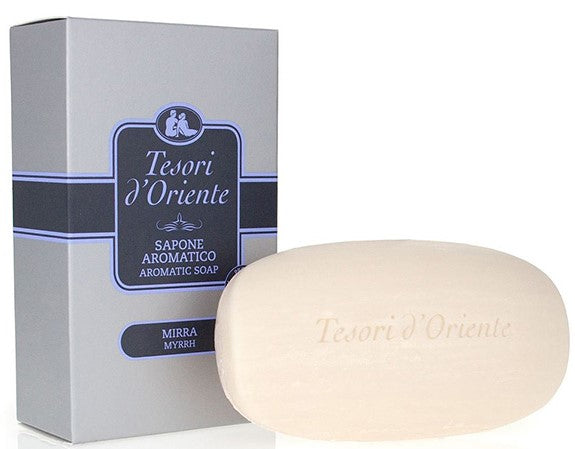 Tesori
d'Oriente
SAPONE
AROMATICO
AROMATIC SOAP
MIRRA
MYRRH
Tesori d'Oriente